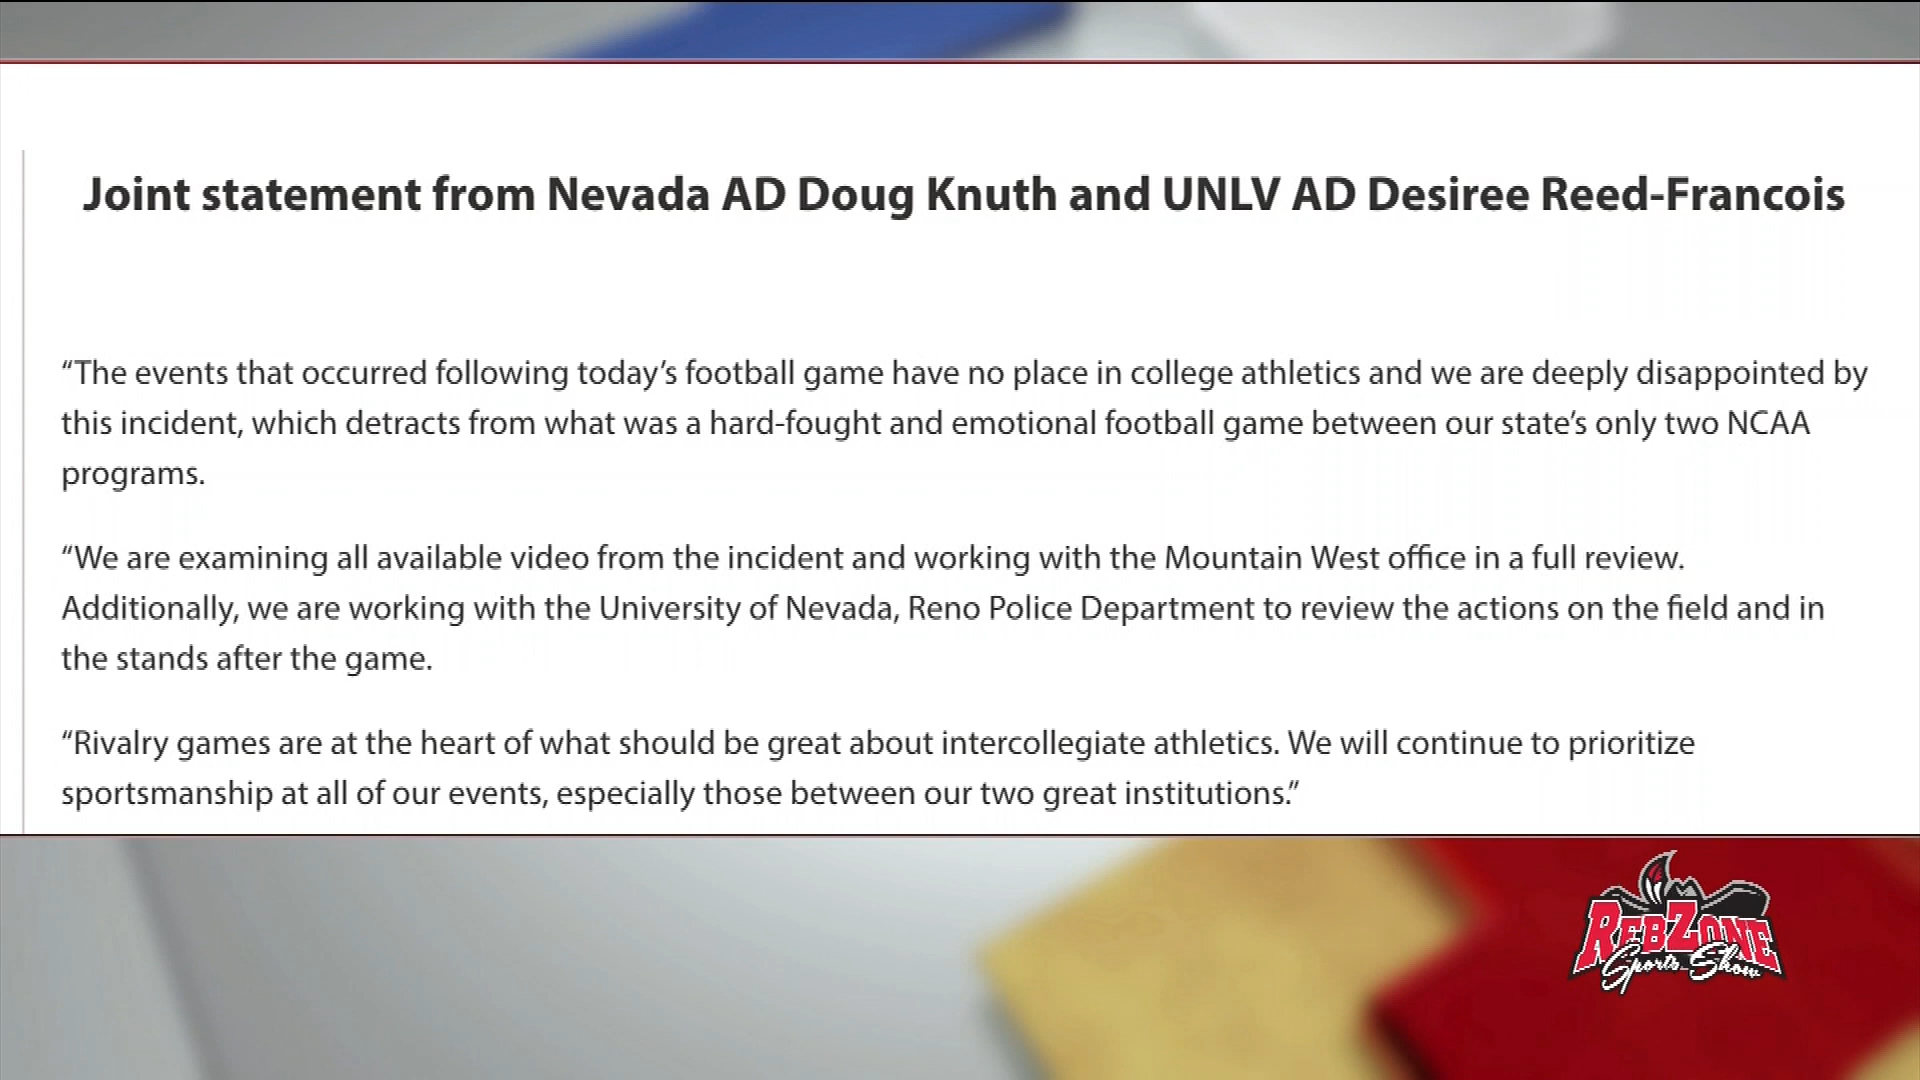 Joint statement from Nevada AD Doug Knuth and UNLV AD Desiree Reed-Francois
“The events that occurred following today’s football game have no place in college athletics and we are deeply disappointed by
this incident, which detracts from what was a hard-fought and emotional football game between our state’s only two NCAA
programs.
“We are examining all available video from the incident and working with the Mountain West office in a full review.
Additionally, we are working with the University of Nevada, Reno Police Department to review the actions on the field and in
the stands after the game.
“Rivalry games are at the heart of what should be great about intercollegiate athletics. We will continue to prioritize
sportsmanship at all of our events, especially those between our two great institutions.”
REBZONE
Sports Show